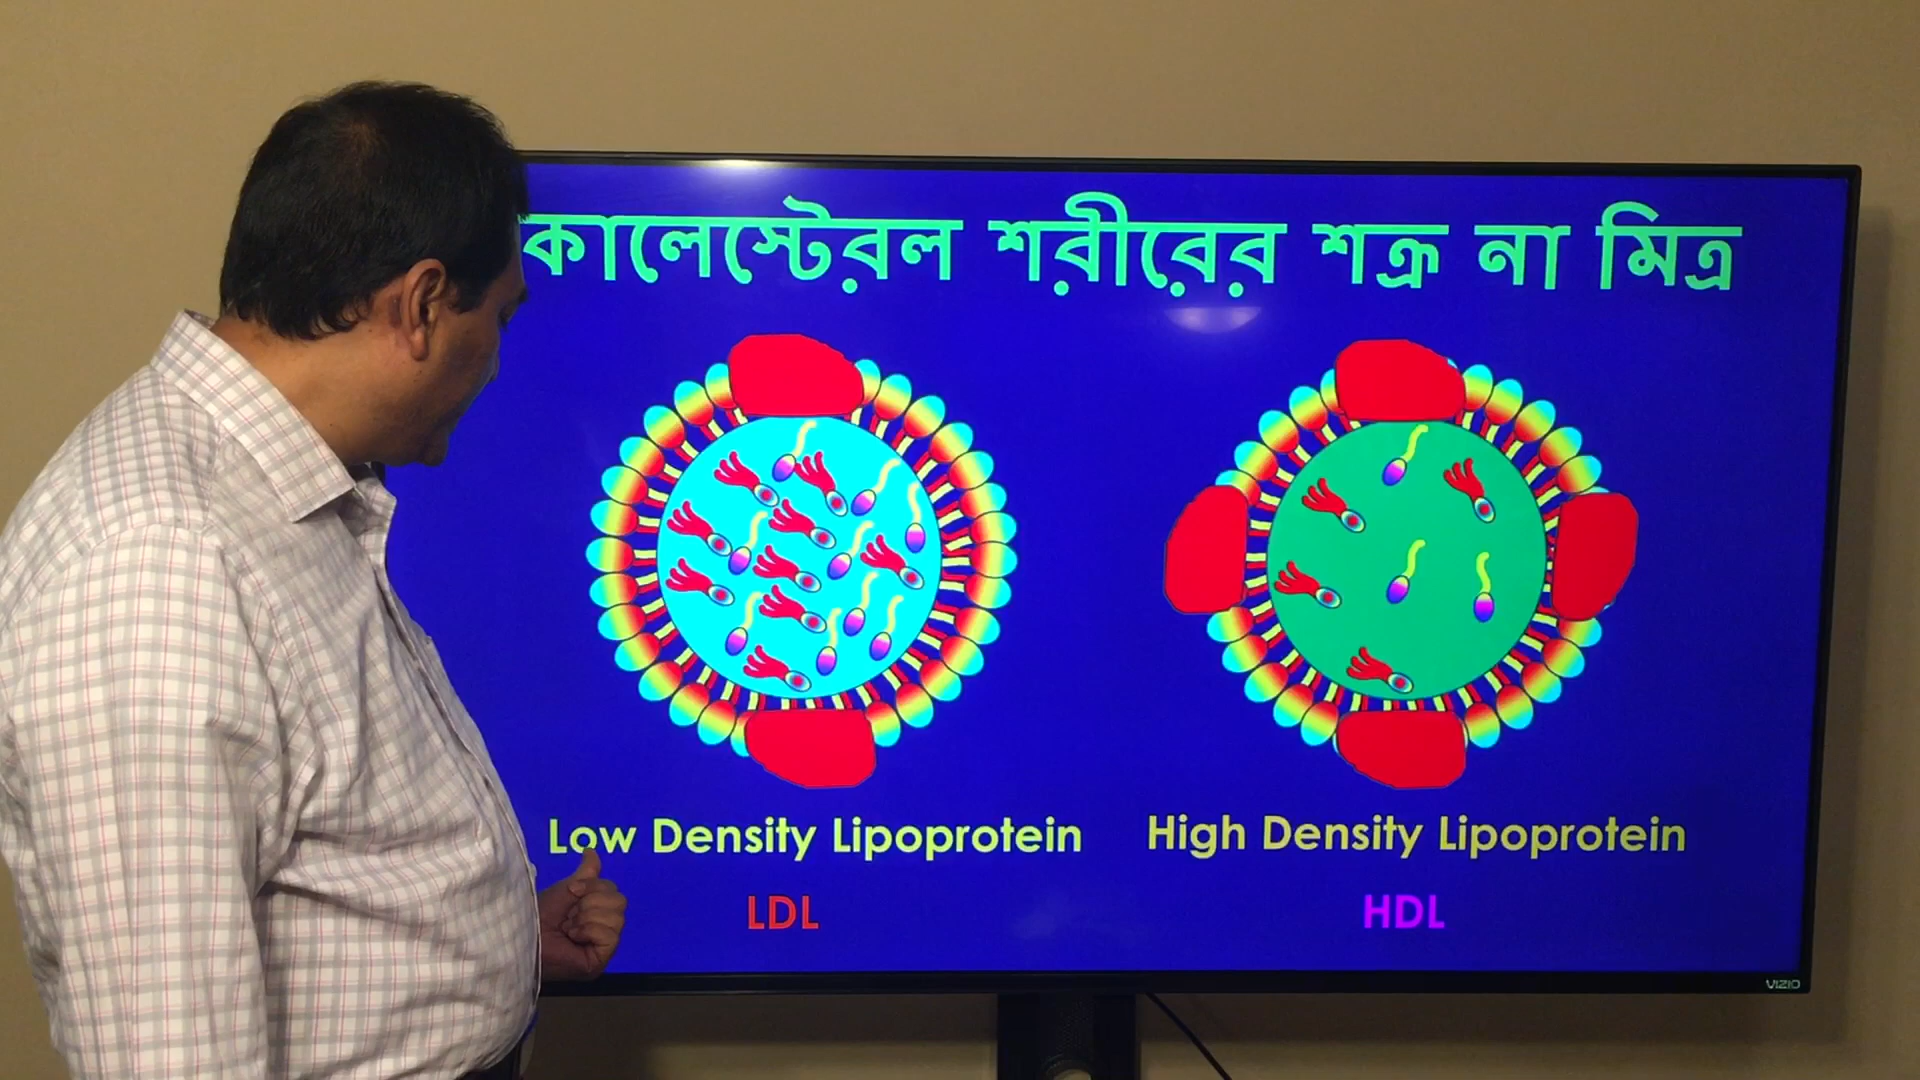 কালেস্টেরল শরীরের শত্রু না মিত্র
Low Density Lipoprotein
High Density Lipoprotein
LDL
HDL
VIZIO